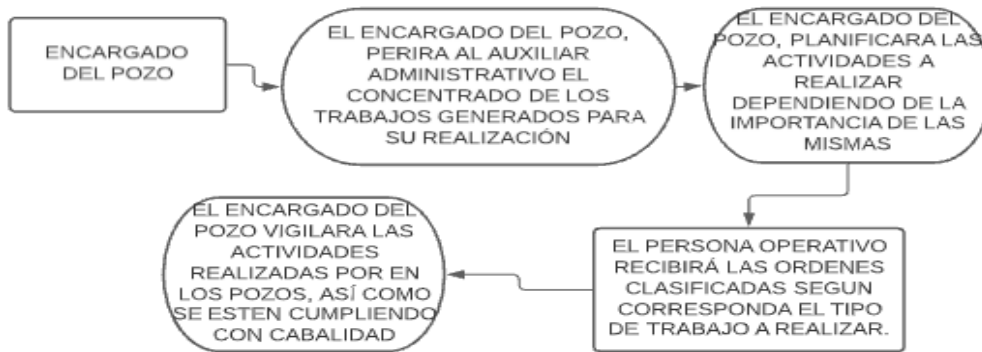 ENCARGADO
DEL POZO
EL ENCARGADO DEL POZO,
PERIRA AL AUXILIAR
ADMINISTRATIVO EL
CONCENTRADO DE LOS
TRABAJOS GENERADOS PARA
SU REALIZACIÓN
EL ENCARGADO DEL
POZO, PLANIFICARA LAS
ACTIVIDADES A
REALIZAR
DEPENDIENDO DE LA
IMPORTANCIA DE LAS
MISMAS
EL PERSONA OPERATIVO
RECIBIRÁ LAS ORDENES
CLASIFICADAS SEGUN
CORRESPONDA EL TIPO
DE TRABAJO A REALIZAR.
EL ENCARGADO DEL
POZO VIGILARA LAS
ACTIVIDADES
REALIZADAS POR EN
LOS POZOS, ASÍ COMO
SE ESTEN CUMPLIENDO
CON CABALIDAD